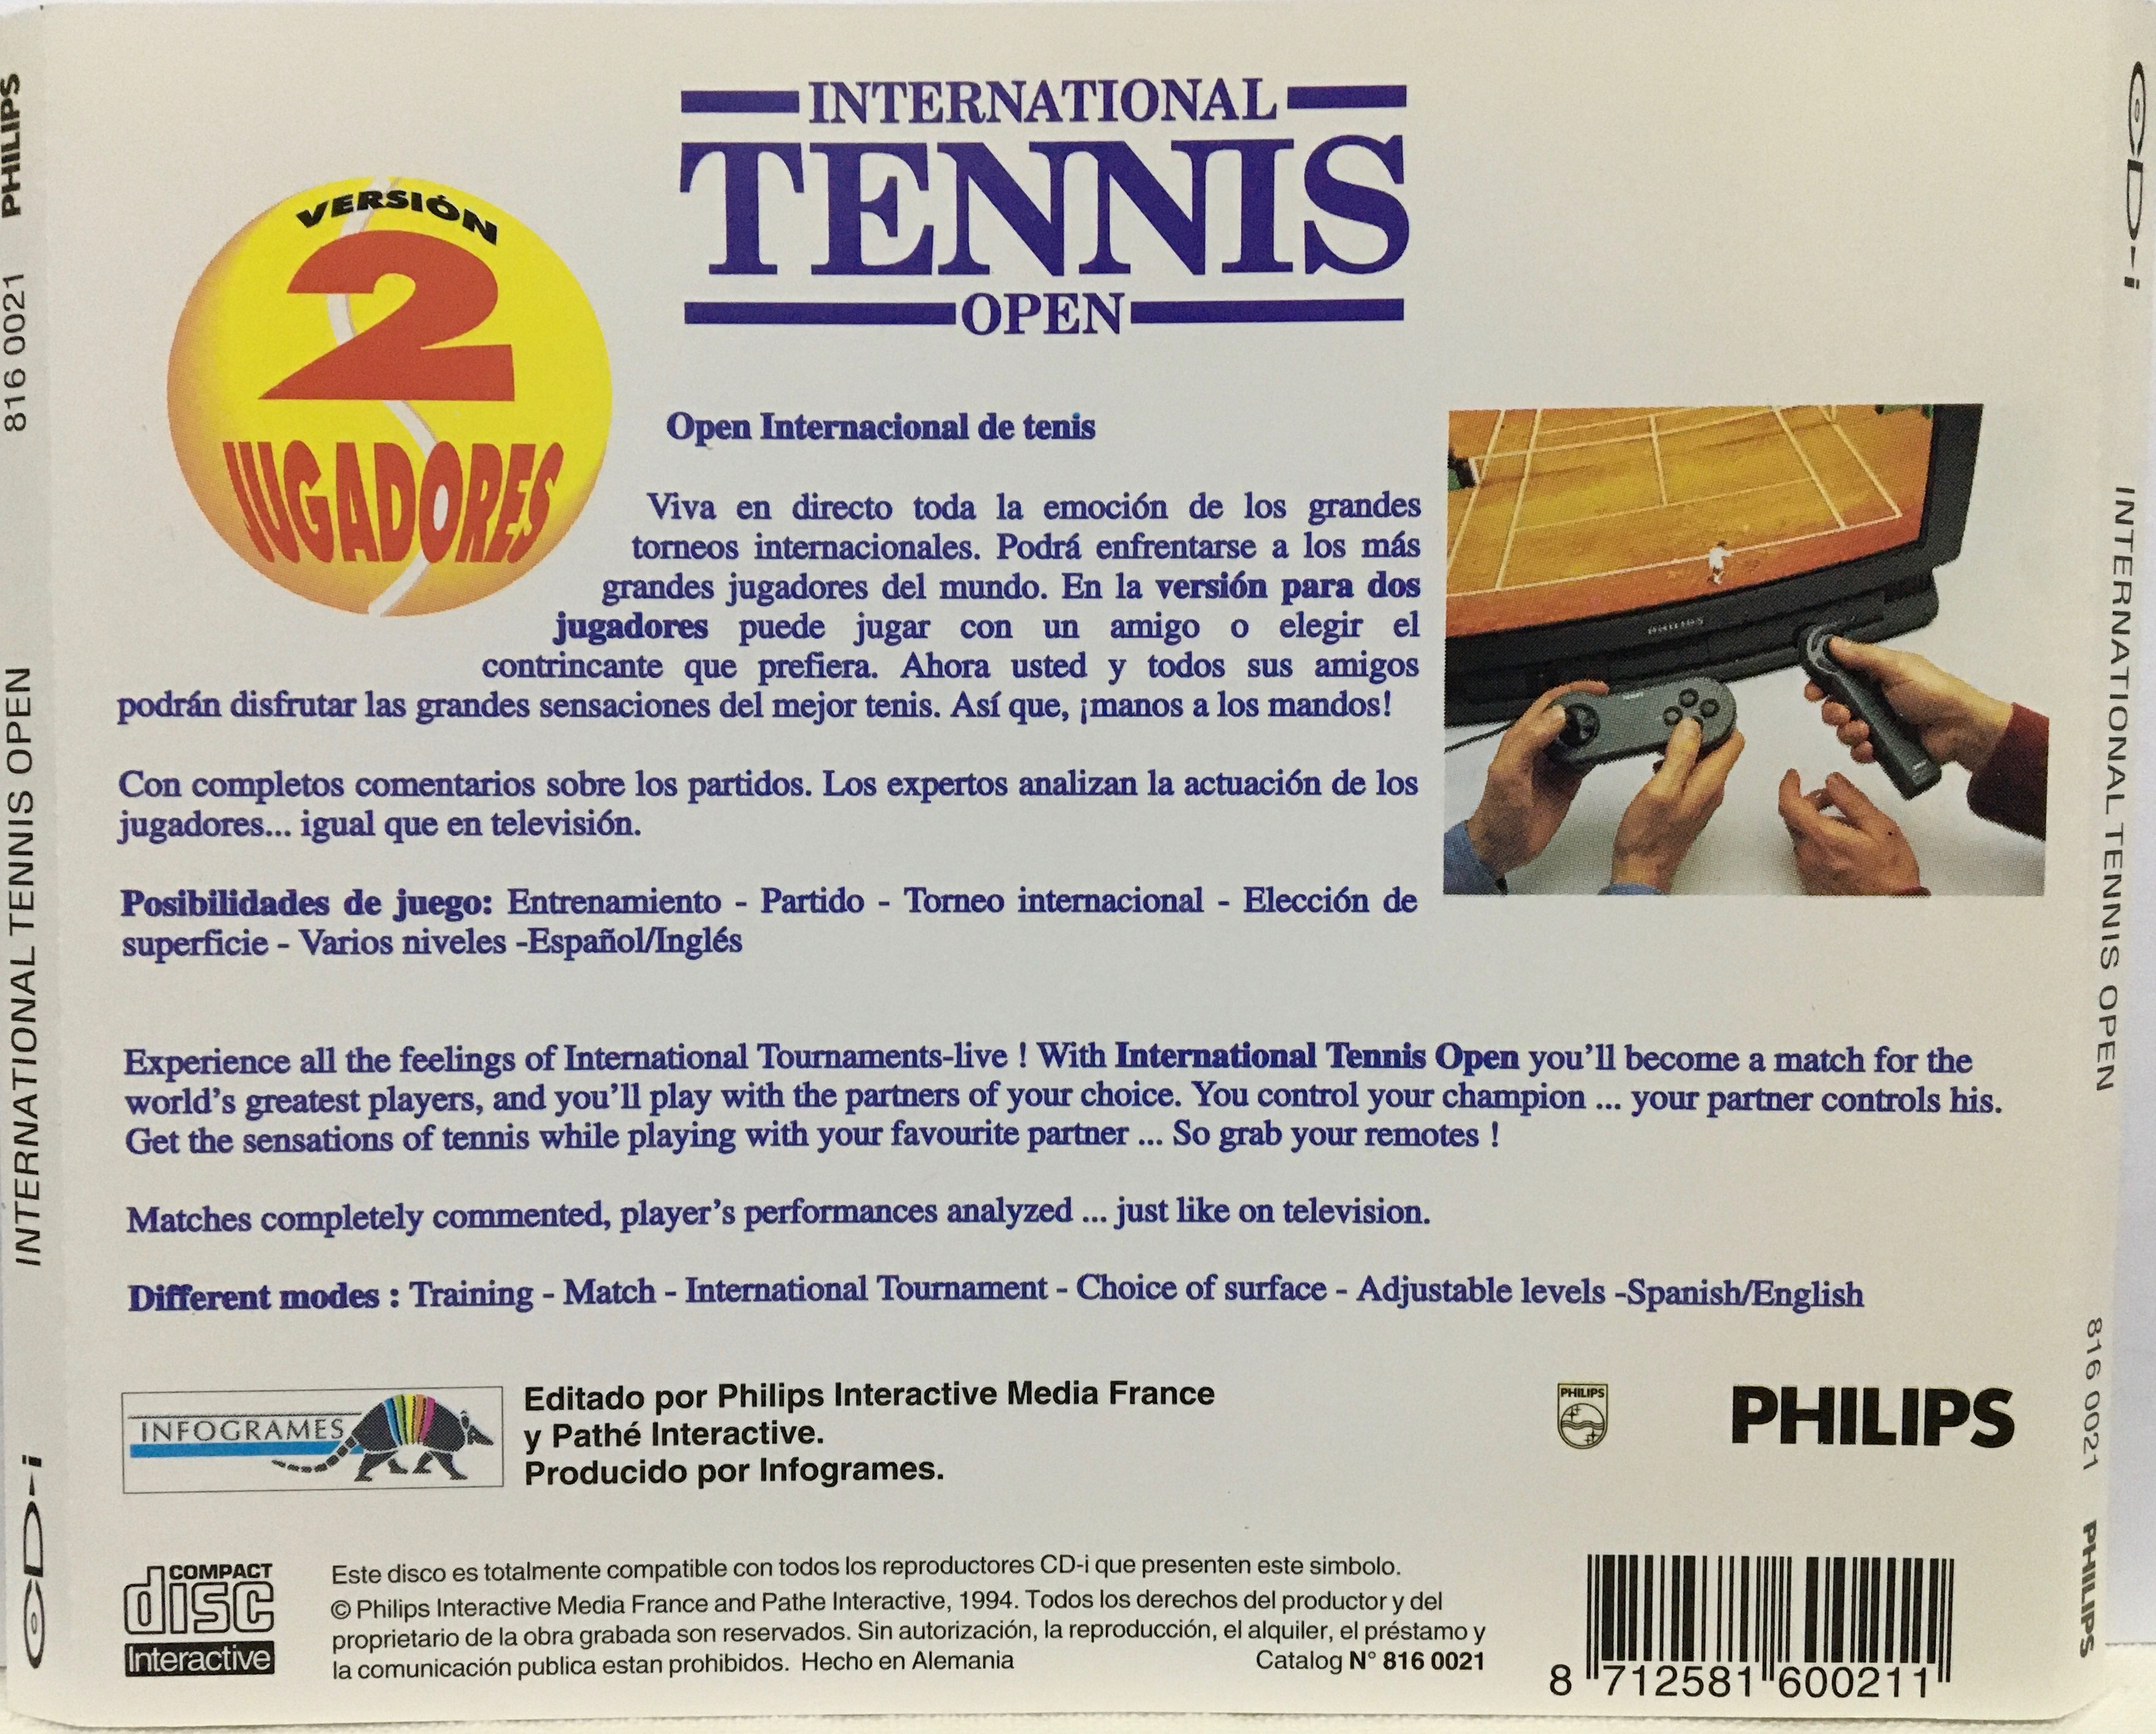 INTERNATIONAL
TENNIS
OPEN
VERSIÓN
2
JUGADORES
Open Internacional de tenis
Viva en directo toda la emoción de los grandes
torneos internacionales. Podrá enfrentarse a los más
grandes jugadores del mundo. En la versión para dos
jugadores puede jugar con un amigo o elegir el
contrincante que prefiera. Ahora usted y todos sus amigos
podrán disfrutar las grandes sensaciones del mejor tenis. Así que, ¡manos a los mandos!
PHILIPS
Con completos comentarios sobre los partidos. Los expertos analizan la actuación de los
jugadores... igual que en televisión.
Posibilidades de juego: Entrenamiento - Partido - Torneo internacional - Elección de
superficie - Varios niveles -Español/Inglés
Experience all the feelings of International Tournaments-live ! With International Tennis Open you'll become a match for the
world's greatest players, and you'll play with the partners of your choice. You control your champion ... your partner controls his.
Get the sensations of tennis while playing with your favourite partner ... So grab your remotes !
Matches completely commented, player's performances analyzed ... just like on television.
Different modes : Training - Match - International Tournament - Choice of surface - Adjustable levels -Spanish/English
INFOGRAMES
Editado por Philips Interactive Media France
y Pathé Interactive.
Producido por Infogrames.
PHILIPS
PHILIPS
COMPACT
disc
Interactive
Este disco es totalmente compatible con todos los reproductores CD-i que presenten este simbolo.
© Philips Interactive Media France and Pathe Interactive, 1994. Todos los derechos del productor y del
proprietario de la obra grabada son reservados. Sin autorización, la reproducción, el alquiler, el préstamo y
la comunicación publica estan prohibidos. Hecho en Alemania
Catalog N° 816 0021
8 712581 600211
CD-i INTERNATIONAL TENNIS OPEN 816 0021 PHILIPS
CD-i INTERNATIONAL TENNIS OPEN 816 0021 PHILIPS